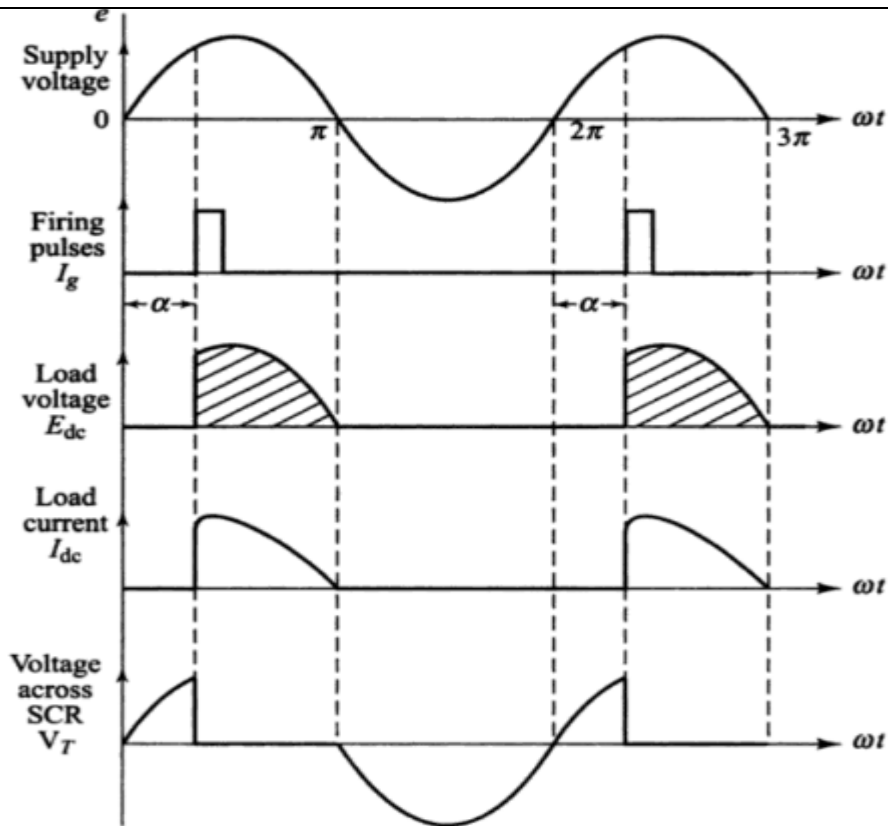 e
Supply
voltage
0
π
2π
3π
ωt
Firing
pulses
I_g
ωt
α
α
Load
voltage
E_dc
ωt
Load
current
I_dc
ωt
Voltage
across
SCR
V_T
ωt